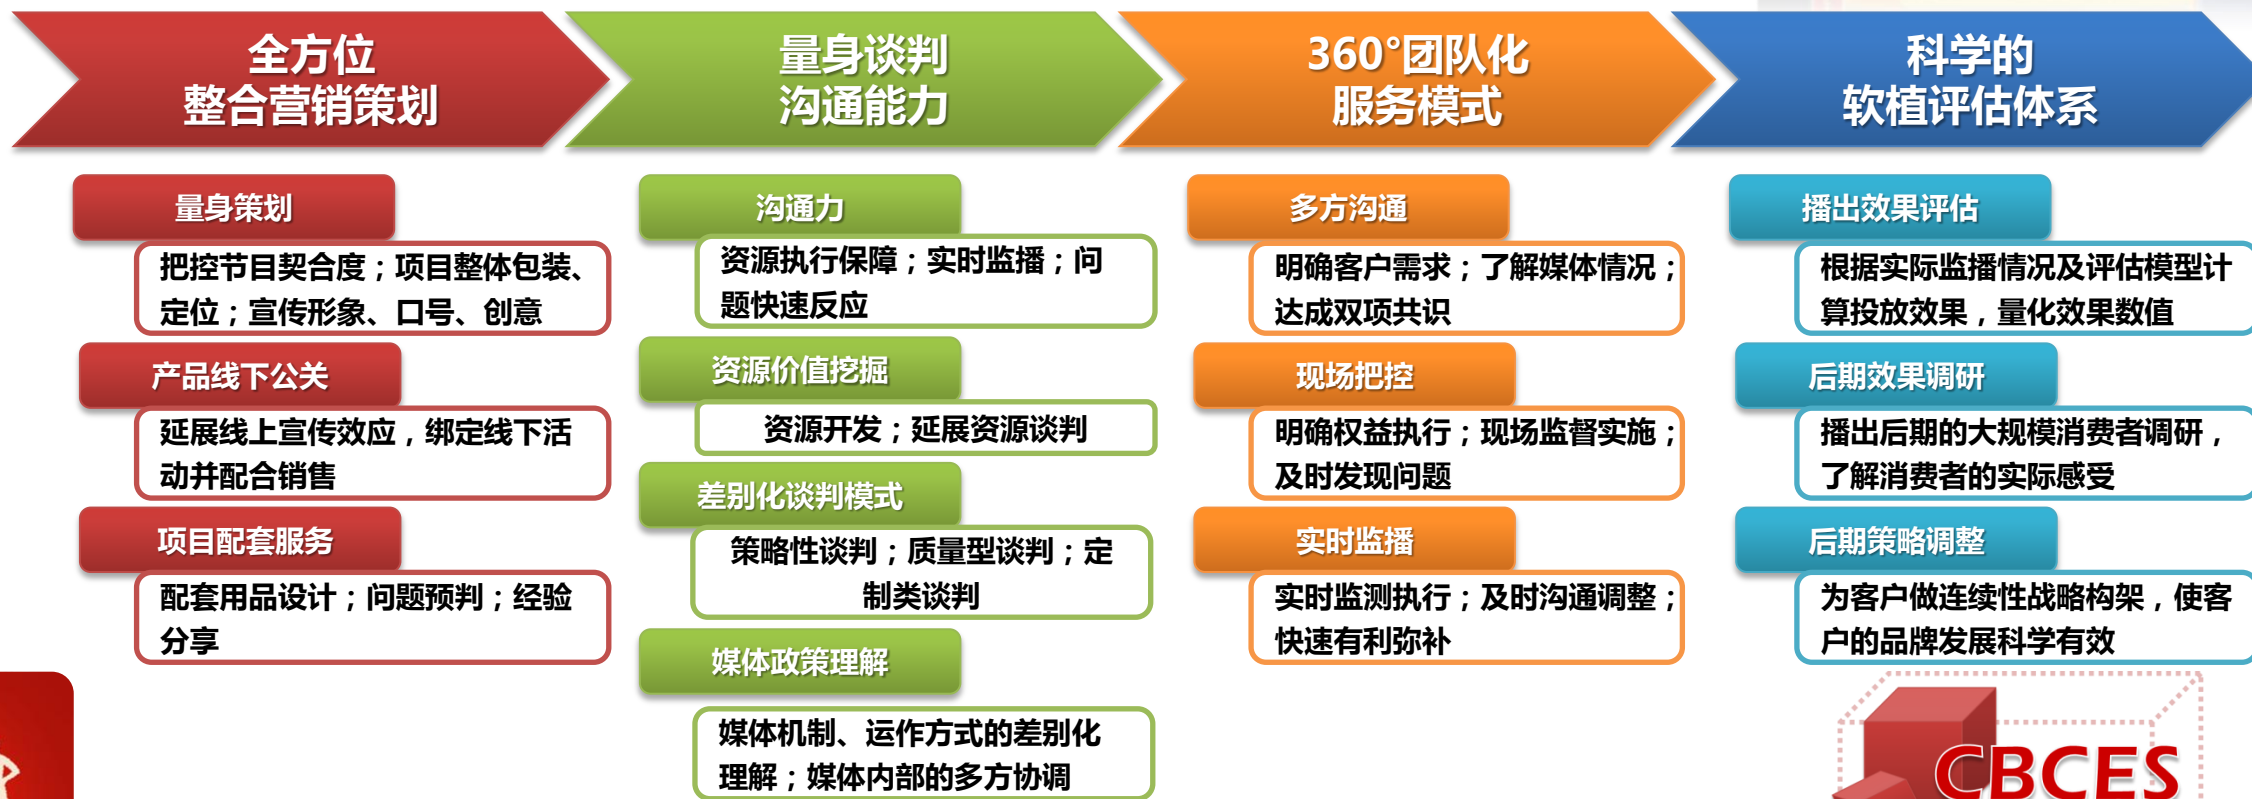 全方位
整合营销策划
量身谈判
沟通能力
360°团队化
服务模式
科学的
软植评估体系
量身策划
把控节目契合度；项目整体包装、
定位；宣传形象、口号、创意
产品线下公关
延展线上宣传效应，绑定线下活
动并配合销售
项目配套服务
配套用品设计；问题预判；经验
分享
沟通力
资源执行保障；实时监播；问
题快速反应
资源价值挖掘
资源开发；延展资源谈判
差别化谈判模式
策略性谈判；质量型谈判；定
制类谈判
媒体政策理解
媒体机制、运作方式的差别化
理解；媒体内部的多方协调
多方沟通
明确客户需求；了解媒体情况；
达成双项共识
现场把控
明确权益执行；现场监督实施；
及时发现问题
实时监播
实时监测执行；及时沟通调整；
快速有利弥补
播出效果评估
根据实际监播情况及评估模型计
算投放效果，量化效果数值
后期效果调研
播出后期的大规模消费者调研，
了解消费者的实际感受
后期策略调整
为客户做连续性战略构架，使客
户的品牌发展科学有效
CBCES